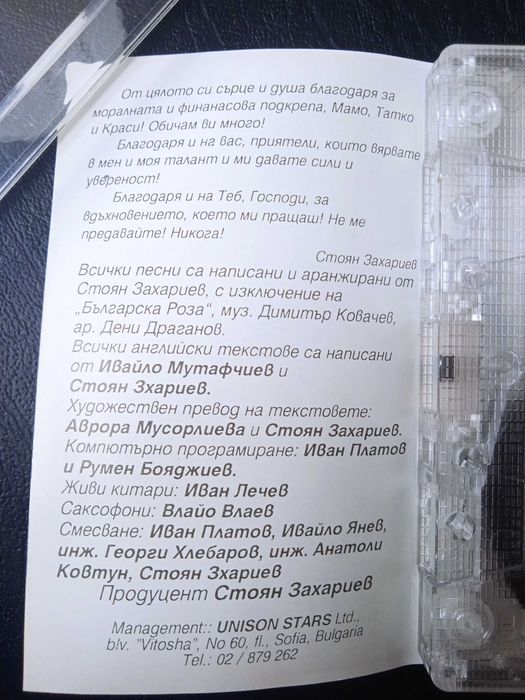 От цялото си сърце и душа благодаря за
моралната и финанасова подкрепа, Мамо, Татко
и Краси! Обичам ви много!
Благодаря и на вас, приятели, които вярвате
в мен и моя талант и ми давате сили и
увереност!
Благодаря и на Теб, Господи, за
вдъхновението, което ми пращаш! Не ме
предавайте! Никога!
Стоян Захариев
Всички песни са написани и аранжирани от
Стоян Захариев, с изключение на
„Българска Роза“, муз. Димитър Ковачев,
ар. Дени Драганов.
Всички английски текстове са написани
от Ивайло Мутафчиев и
Стоян Зхариев.
Художествен превод на текстовете:
Аврора Мусорлиева и Стоян Захариев.
Компютърно програмиране: Иван Платов
и Румен Бояджиев.
Живи китари: Иван Лечев
Саксофони: Влайо Влаев
Смесване: Иван Платов, Ивайло Янев,
инж. Георги Хлебаров, инж. Анатоли
Ковтун, Стоян Зхариев
Продуцент Стоян Захариев
Management:: UNISON STARS Ltd.,
blv. "Vitosha", No 60, fl., Sofia, Bulgaria
Tel.: 02 / 879 262